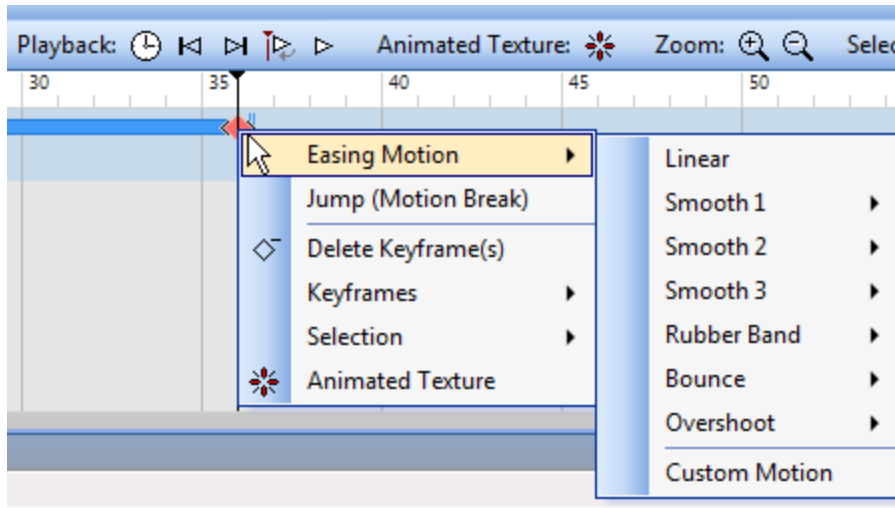 Playback: Animated Texture: Zoom: Selec
30 35 40 45 50
Easing Motion
Jump (Motion Break)
Delete Keyframe(s)
Keyframes
Selection
Animated Texture
Linear
Smooth 1
Smooth 2
Smooth 3
Rubber Band
Bounce
Overshoot
Custom Motion